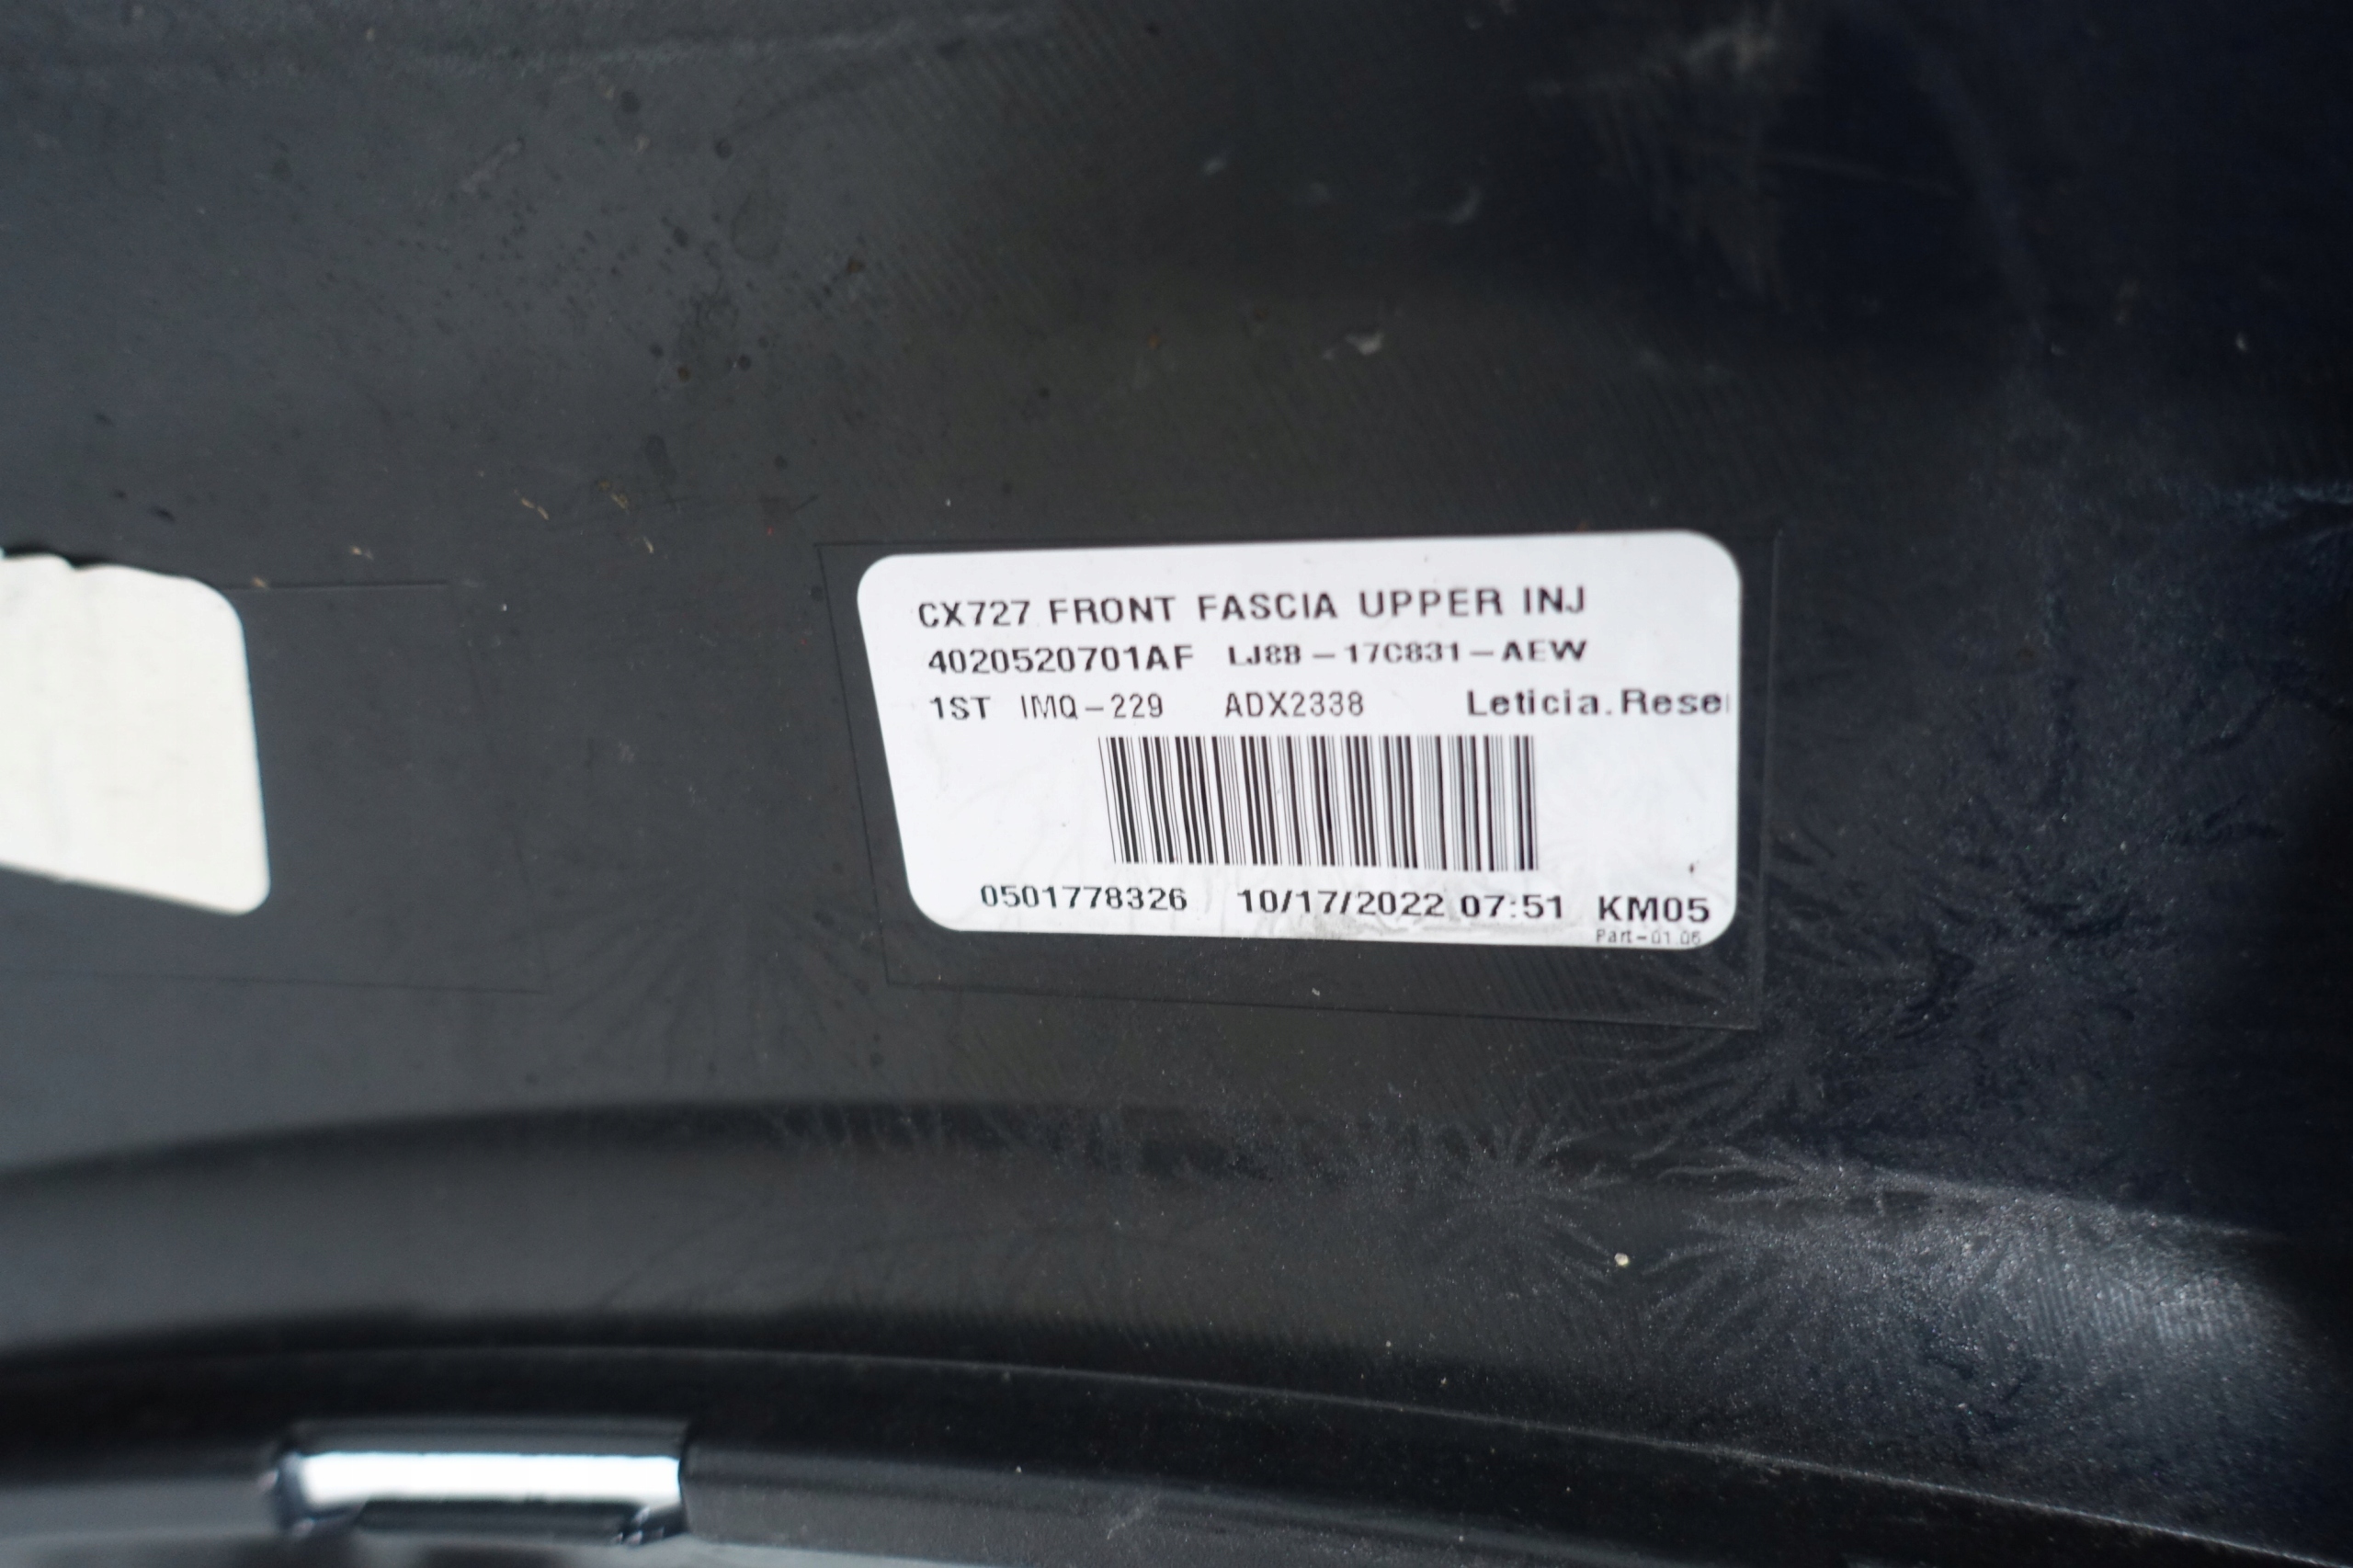 CX727 FRONT FASCIA UPPER INJ
4020520701AF LJ8B-17C831-AEW
1ST IMQ-229 ADX2338 Leticia.Rese
0501778326 10/17/2022 07:51 KM05
Part-01.06